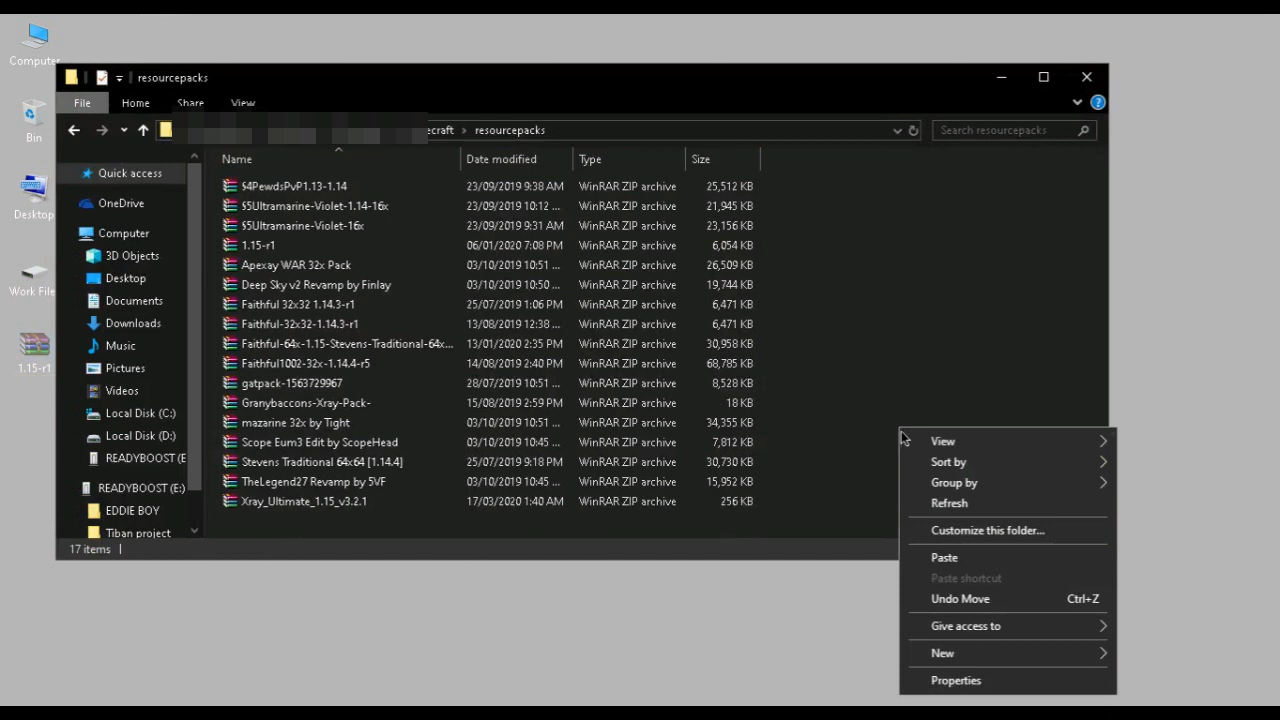 Computer
Bin
Desktop
Work File
1.15-r1
resourcepacks
File Home Share View
ecraft > resourcepacks
Search resourcepacks
Quick access
OneDrive
Computer
3D Objects
Desktop
Documents
Downloads
Music
Pictures
Videos
Local Disk (C:)
Local Disk (D:)
READYBOOST (E
READYBOOST (E:)
EDDIE BOY
Tiban project
17 items
Name Date modified Type Size
§4PewdsPvP1.13-1.14 23/09/2019 9:38 AM WinRAR ZIP archive 25,512 KB
§5Ultramarine-Violet-1.14-16x 23/09/2019 10:12 ... WinRAR ZIP archive 21,945 KB
§5Ultramarine-Violet-16x 23/09/2019 9:31 AM WinRAR ZIP archive 23,156 KB
1.15-r1 06/01/2020 7:08 PM WinRAR ZIP archive 6,054 KB
Apexay WAR 32x Pack 03/10/2019 10:51 ... WinRAR ZIP archive 26,509 KB
Deep Sky v2 Revamp by Finlay 03/10/2019 10:50 ... WinRAR ZIP archive 19,744 KB
Faithful 32x32 1.14.3-r1 25/07/2019 1:06 PM WinRAR ZIP archive 6,471 KB
Faithful-32x32-1.14.3-r1 13/08/2019 12:38 ... WinRAR ZIP archive 6,471 KB
Faithful-64x-1.15-Stevens-Traditional-64x... 13/01/2020 2:35 PM WinRAR ZIP archive 30,958 KB
Faithful1002-32x-1.14.4-r5 14/08/2019 2:40 PM WinRAR ZIP archive 68,785 KB
gatpack-1563729967 28/07/2019 10:51 ... WinRAR ZIP archive 8,528 KB
Granybaccons-Xray-Pack- 15/08/2019 2:59 PM WinRAR ZIP archive 18 KB
mazarine 32x by Tight 03/10/2019 10:51 ... WinRAR ZIP archive 34,355 KB
Scope Eum3 Edit by ScopeHead 03/10/2019 10:45 ... WinRAR ZIP archive 7,812 KB
Stevens Traditional 64x64 [1.14.4] 25/07/2019 9:18 PM WinRAR ZIP archive 30,730 KB
TheLegend27 Revamp by 5VF 03/10/2019 10:45 ... WinRAR ZIP archive 15,952 KB
Xray_Ultimate_1.15_v3.2.1 17/03/2020 1:40 AM WinRAR ZIP archive 256 KB
View
Sort by
Group by
Refresh
Customize this folder...
Paste
Paste shortcut
Undo Move Ctrl+Z
Give access to
New
Properties